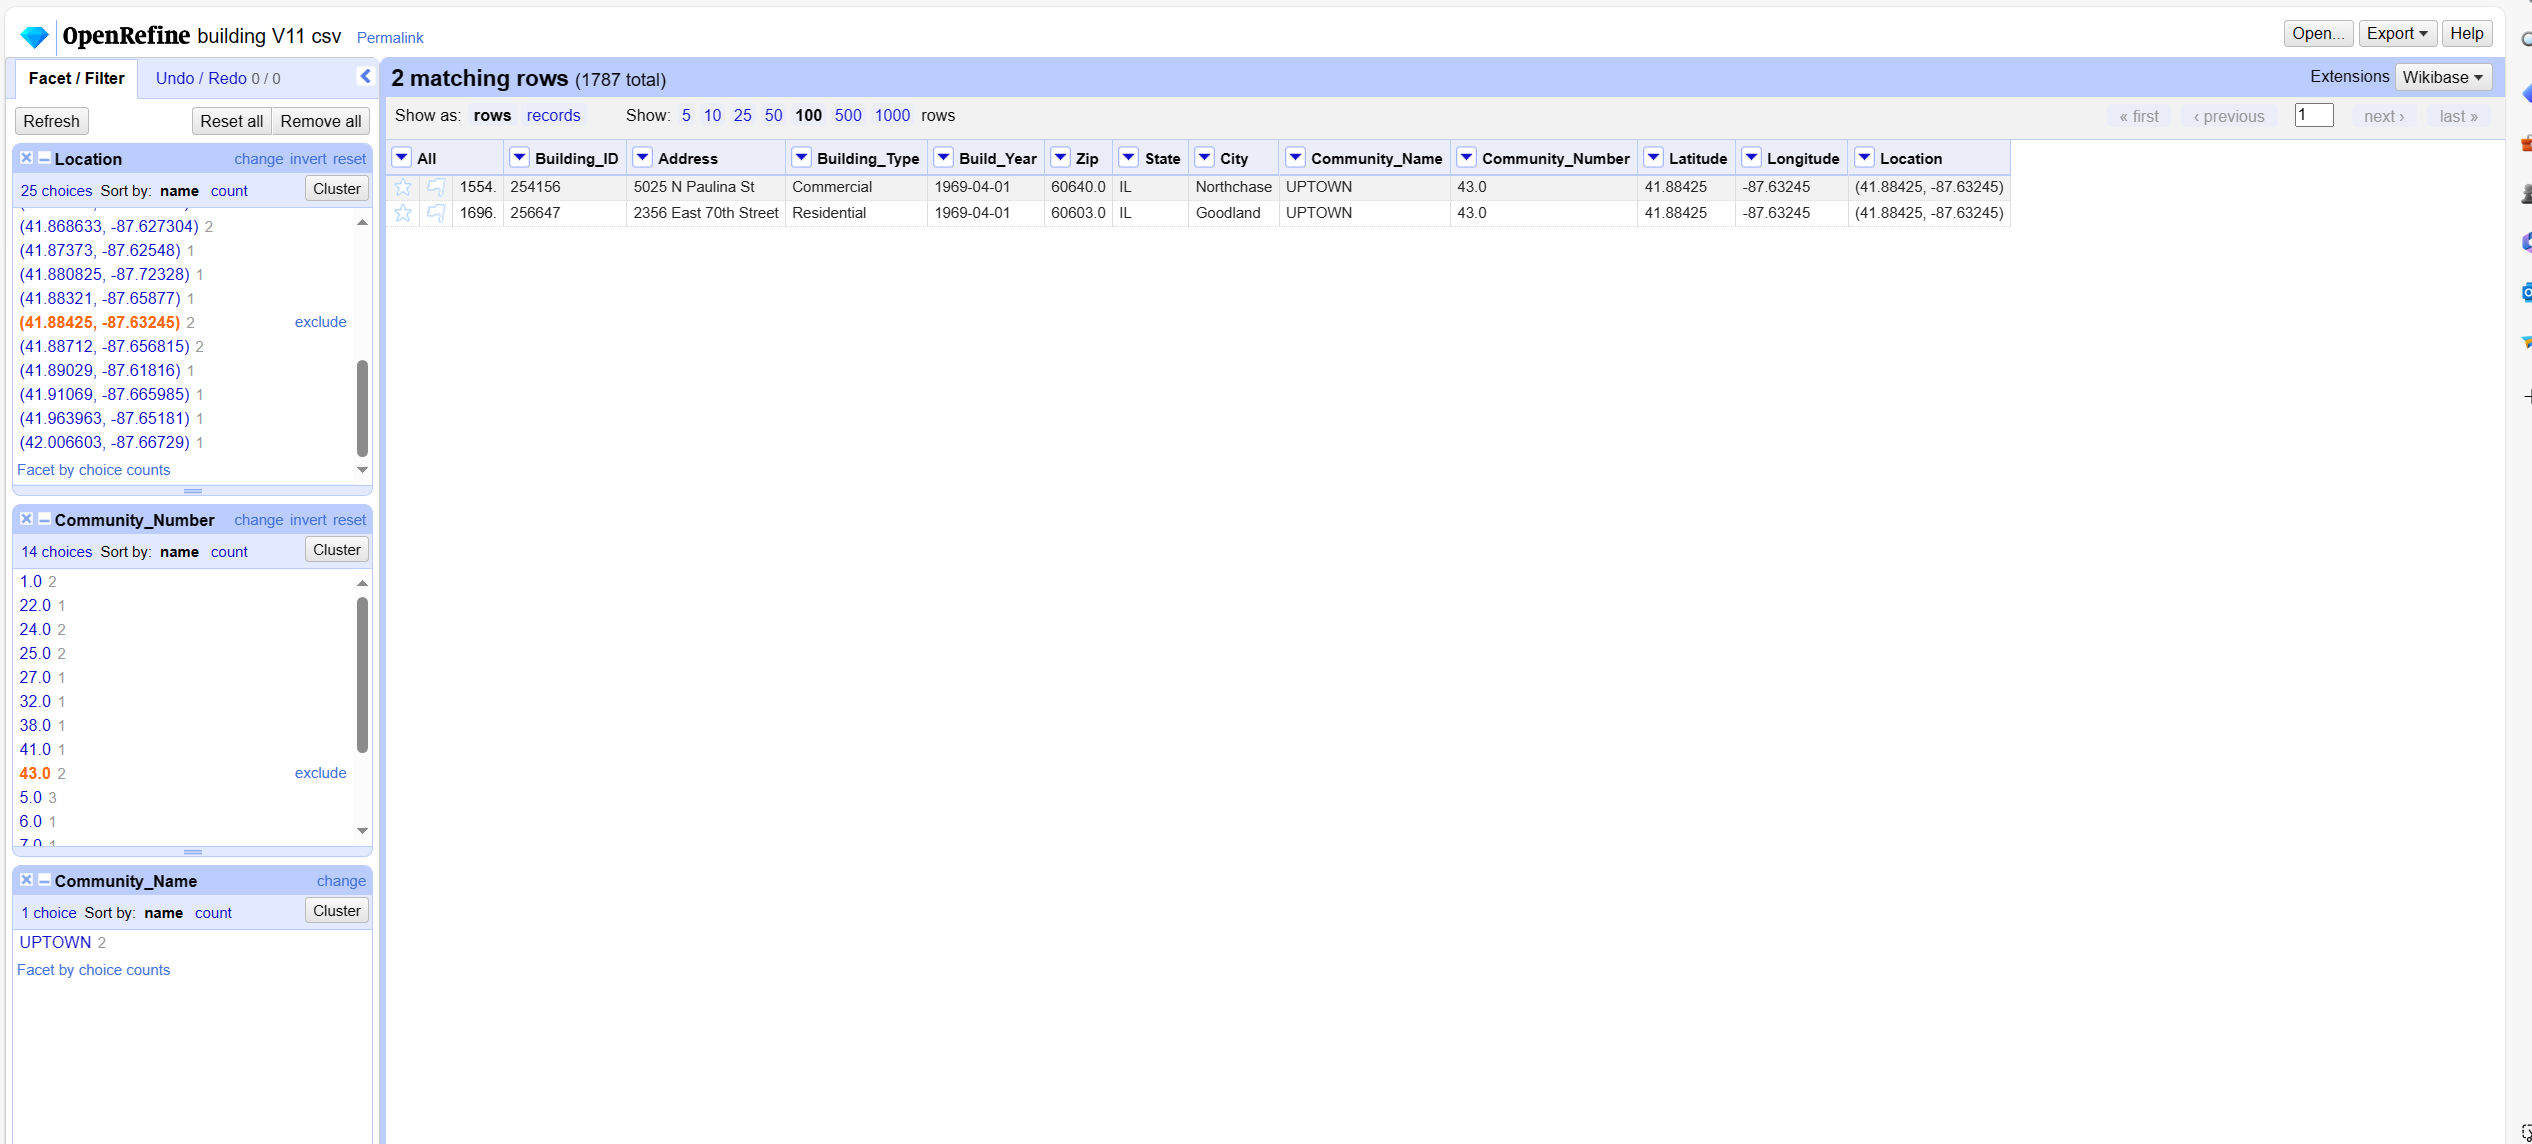 OpenRefine building V11 csv Permalink
Open... Export Help
Facet / Filter Undo / Redo 0 / 0
2 matching rows (1787 total)
Extensions Wikibase
Refresh Reset all Remove all
Show as: rows records Show: 5 10 25 50 100 500 1000 rows
« first ‹ previous 1 next › last »
Location change invert reset
25 choices Sort by: name count Cluster
(41.868633, -87.627304) 2
(41.87373, -87.62548) 1
(41.880825, -87.72328) 1
(41.88321, -87.65877) 1
(41.88425, -87.63245) 2 exclude
(41.88712, -87.656815) 2
(41.89029, -87.61816) 1
(41.91069, -87.665985) 1
(41.963963, -87.65181) 1
(42.006603, -87.66729) 1
Facet by choice counts
Community_Number change invert reset
14 choices Sort by: name count Cluster
1.0 2
22.0 1
24.0 2
25.0 2
27.0 1
32.0 1
38.0 1
41.0 1
43.0 2 exclude
5.0 3
6.0 1
7.0 1
Community_Name change
1 choice Sort by: name count Cluster
UPTOWN 2
Facet by choice counts
All Building_ID Address Building_Type Build_Year Zip State City Community_Name Community_Number Latitude Longitude Location
1554. 254156 5025 N Paulina St Commercial 1969-04-01 60640.0 IL Northchase UPTOWN 43.0 41.88425 -87.63245 (41.88425, -87.63245)
1696. 256647 2356 East 70th Street Residential 1969-04-01 60603.0 IL Goodland UPTOWN 43.0 41.88425 -87.63245 (41.88425, -87.63245)